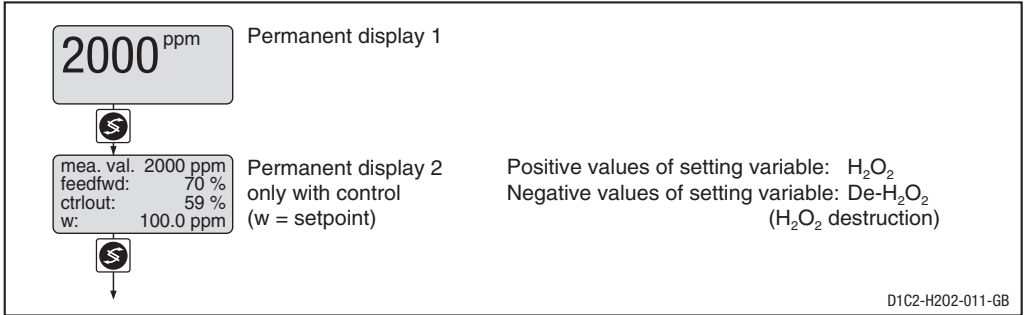 2000 ppm Permanent display 1
mea. val. 2000 ppm
feedfwd: 70 %
ctrlout: 59 %
w: 100.0 ppm
Permanent display 2
only with control
(w = setpoint)
Positive values of setting variable: H₂O₂
Negative values of setting variable: De-H₂O₂
(H₂O₂ destruction)
D1C2-H202-011-GB